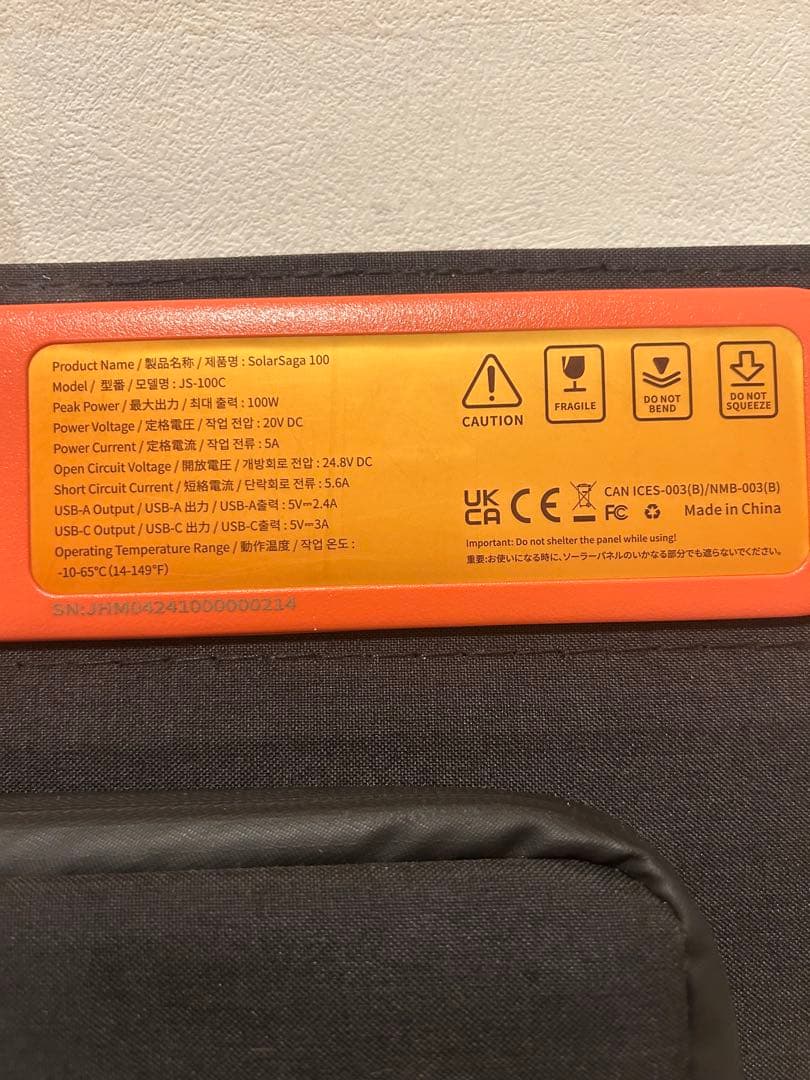 Product Name / 製品名称 / 제품명 : SolarSaga 100
Model / 型番 / 모델명 : JS-100C
Peak Power / 最大出力 / 최대 출력 : 100W
Power Voltage / 定格電圧 / 작업 전압 : 20V DC
Power Current / 定格電流 / 작업 전류 : 5A
Open Circuit Voltage / 開放電圧 / 개방회로 전압 : 24.8V DC
Short Circuit Current / 短絡電流 / 단락회로 전류 : 5.6A
USB-A Output / USB-A 出力 / USB-A출력 : 5V⎓2.4A
USB-C Output / USB-C 出力 / USB-C출력 : 5V⎓3A
Operating Temperature Range / 動作温度 / 작업 온도 :
-10-65℃ (14-149℉)
SN:JHM04241000000214
CAUTION
FRAGILE
DO NOT
BEND
DO NOT
SQUEEZE
UK
CA
CE
CAN ICES-003(B)/NMB-003(B)
FC
Made in China
Important: Do not shelter the panel while using!
重要:お使いになる時に、ソーラーパネルのいかなる部分でも遮らないでください。